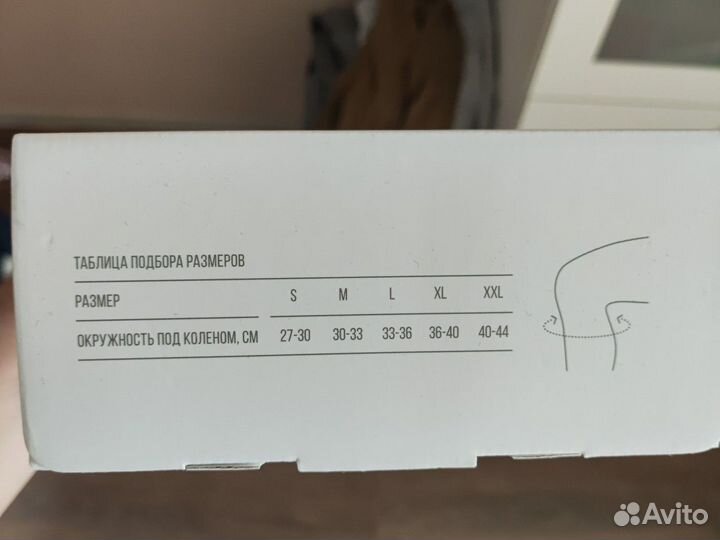 ТАБЛИЦА ПОДБОРА РАЗМЕРОВ
РАЗМЕР S M L XL XXL
ОКРУЖНОСТЬ ПОД КОЛЕНОМ, СМ 27-30 30-33 33-36 36-40 40-44
Avito